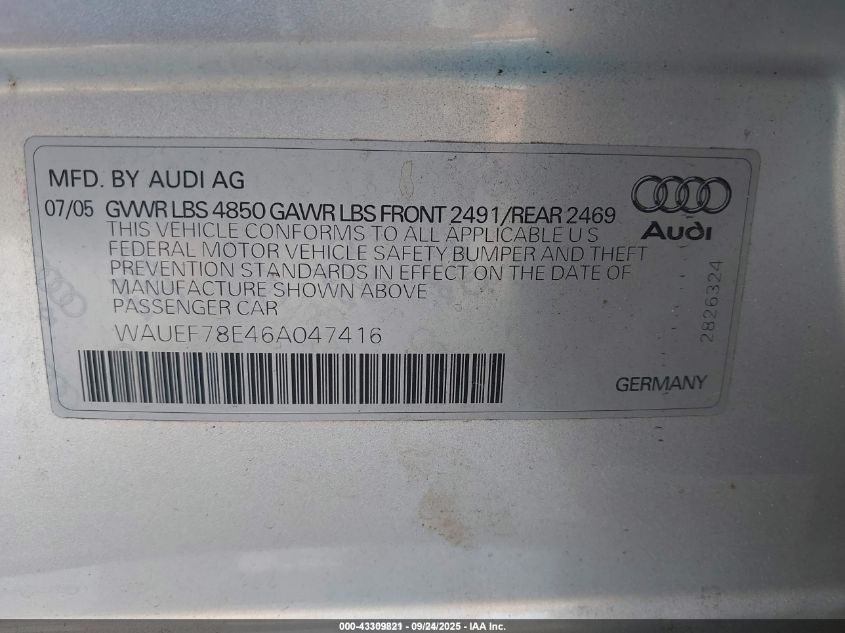 MFD. BY AUDI AG
07/05 GVWR LBS 4850 GAWR LBS FRONT 2491/REAR 2469
THIS VEHICLE CONFORMS TO ALL APPLICABLE U S
FEDERAL MOTOR VEHICLE SAFETY, BUMPER AND THEFT
PREVENTION STANDARDS IN EFFECT ON THE DATE OF
MANUFACTURE SHOWN ABOVE
PASSENGER CAR
WAUEF78E46A047416
Audi
2826324
GERMANY
000-43309821 - 09/24/2025 - IAA Inc.